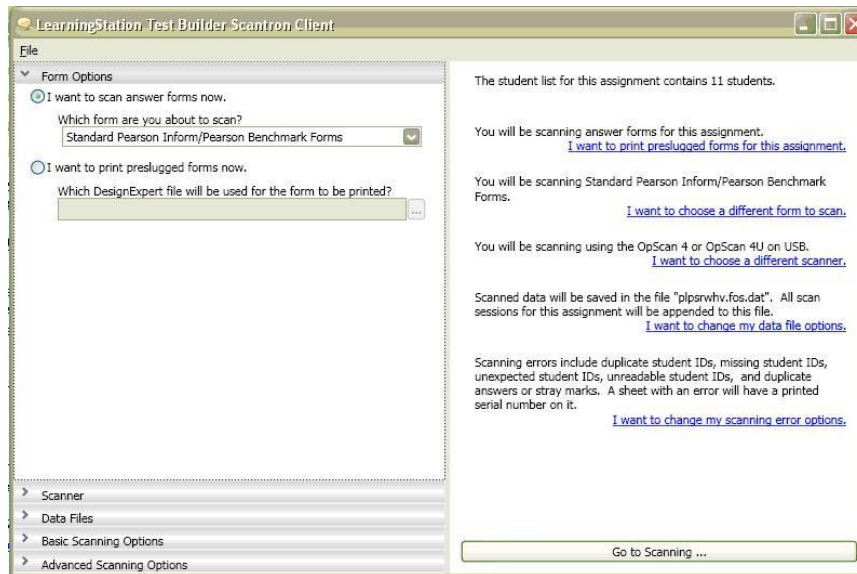 LearningStation Test Builder Scantron Client
File
Form Options
I want to scan answer forms now.
Which form are you about to scan?
Standard Pearson Inform/Pearson Benchmark Forms
I want to print preslugged forms now.
Which DesignExpert file will be used for the form to be printed?
...
Scanner
Data Files
Basic Scanning Options
Advanced Scanning Options
The student list for this assignment contains 11 students.
You will be scanning answer forms for this assignment.
I want to print preslugged forms for this assignment.
You will be scanning Standard Pearson Inform/Pearson Benchmark
Forms.
I want to choose a different form to scan.
You will be scanning using the OpScan 4 or OpScan 4U on USB.
I want to choose a different scanner.
Scanned data will be saved in the file "plpsrwhv.fos.dat". All scan
sessions for this assignment will be appended to this file.
I want to change my data file options.
Scanning errors include duplicate student IDs, missing student IDs,
unexpected student IDs, unreadable student IDs, and duplicate
answers or stray marks. A sheet with an error will have a printed
serial number on it.
I want to change my scanning error options.
Go to Scanning ...